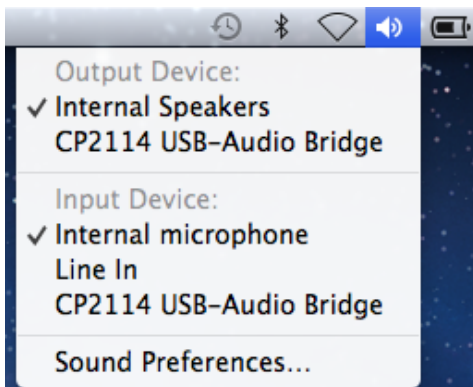 Output Device:
✓ Internal Speakers
CP2114 USB-Audio Bridge
Input Device:
✓ Internal microphone
Line In
CP2114 USB-Audio Bridge
Sound Preferences...